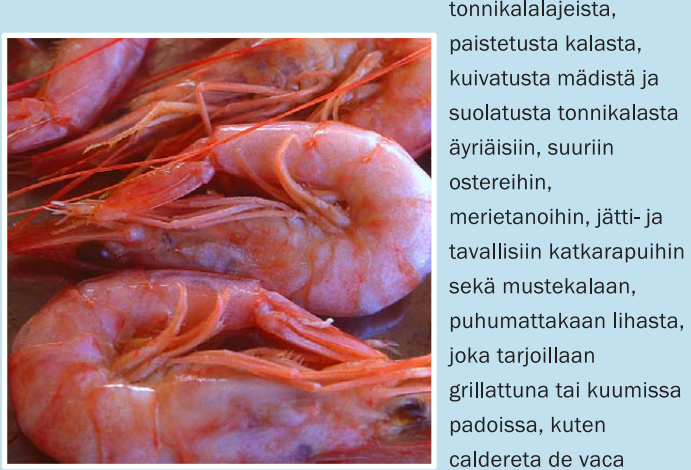 tonnikalalajeista,
paistetusta kalasta,
kuivatusta mädistä ja
suolatusta tonnikalasta
äyriäisiin, suuriin
ostereihin,
merietanoihin, jätti- ja
tavallisiin katkarapuihin
sekä mustekalaan,
puhumattakaan lihasta,
joka tarjoillaan
grillattuna tai kuumissa
padoissa, kuten
caldereta de vaca